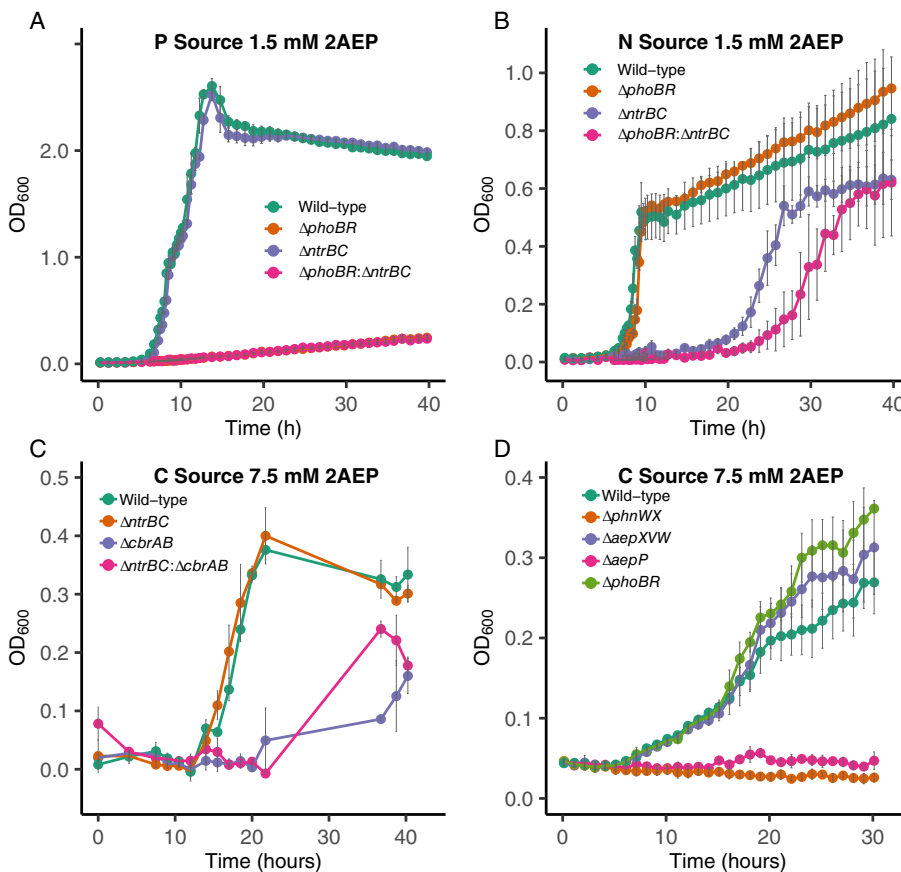 A
P Source 1.5 mM 2AEP
OD600
2.0
1.0
0.0
Wild−type
ΔphoBR
ΔntrBC
ΔphoBR:ΔntrBC
0 10 20 30 40
Time (h)
B
N Source 1.5 mM 2AEP
OD600
1.0
0.8
0.6
0.4
0.2
0.0
Wild−type
ΔphoBR
ΔntrBC
ΔphoBR:ΔntrBC
0 10 20 30 40
Time (h)
C
C Source 7.5 mM 2AEP
OD600
0.5
0.4
0.3
0.2
0.1
0.0
Wild−type
ΔntrBC
ΔcbrAB
ΔntrBC:ΔcbrAB
0 10 20 30 40
Time (hours)
D
C Source 7.5 mM 2AEP
OD600
0.4
0.3
0.2
0.1
0.0
Wild−type
ΔphnWX
ΔaepXVW
ΔaepP
ΔphoBR
0 10 20 30
Time (hours)